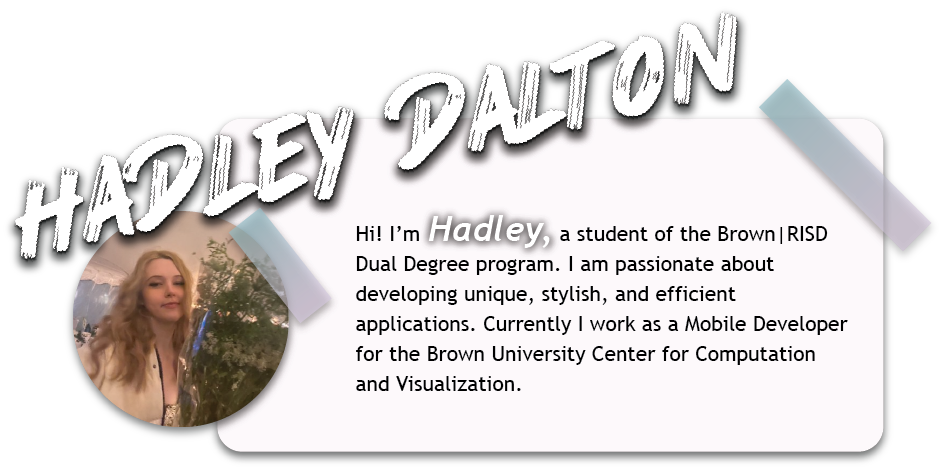 HADLEY DALTON
Hi! I’m Hadley, a student of the Brown|RISD
Dual Degree program. I am passionate about
developing unique, stylish, and efficient
applications. Currently I work as a Mobile Developer
for the Brown University Center for Computation
and Visualization.